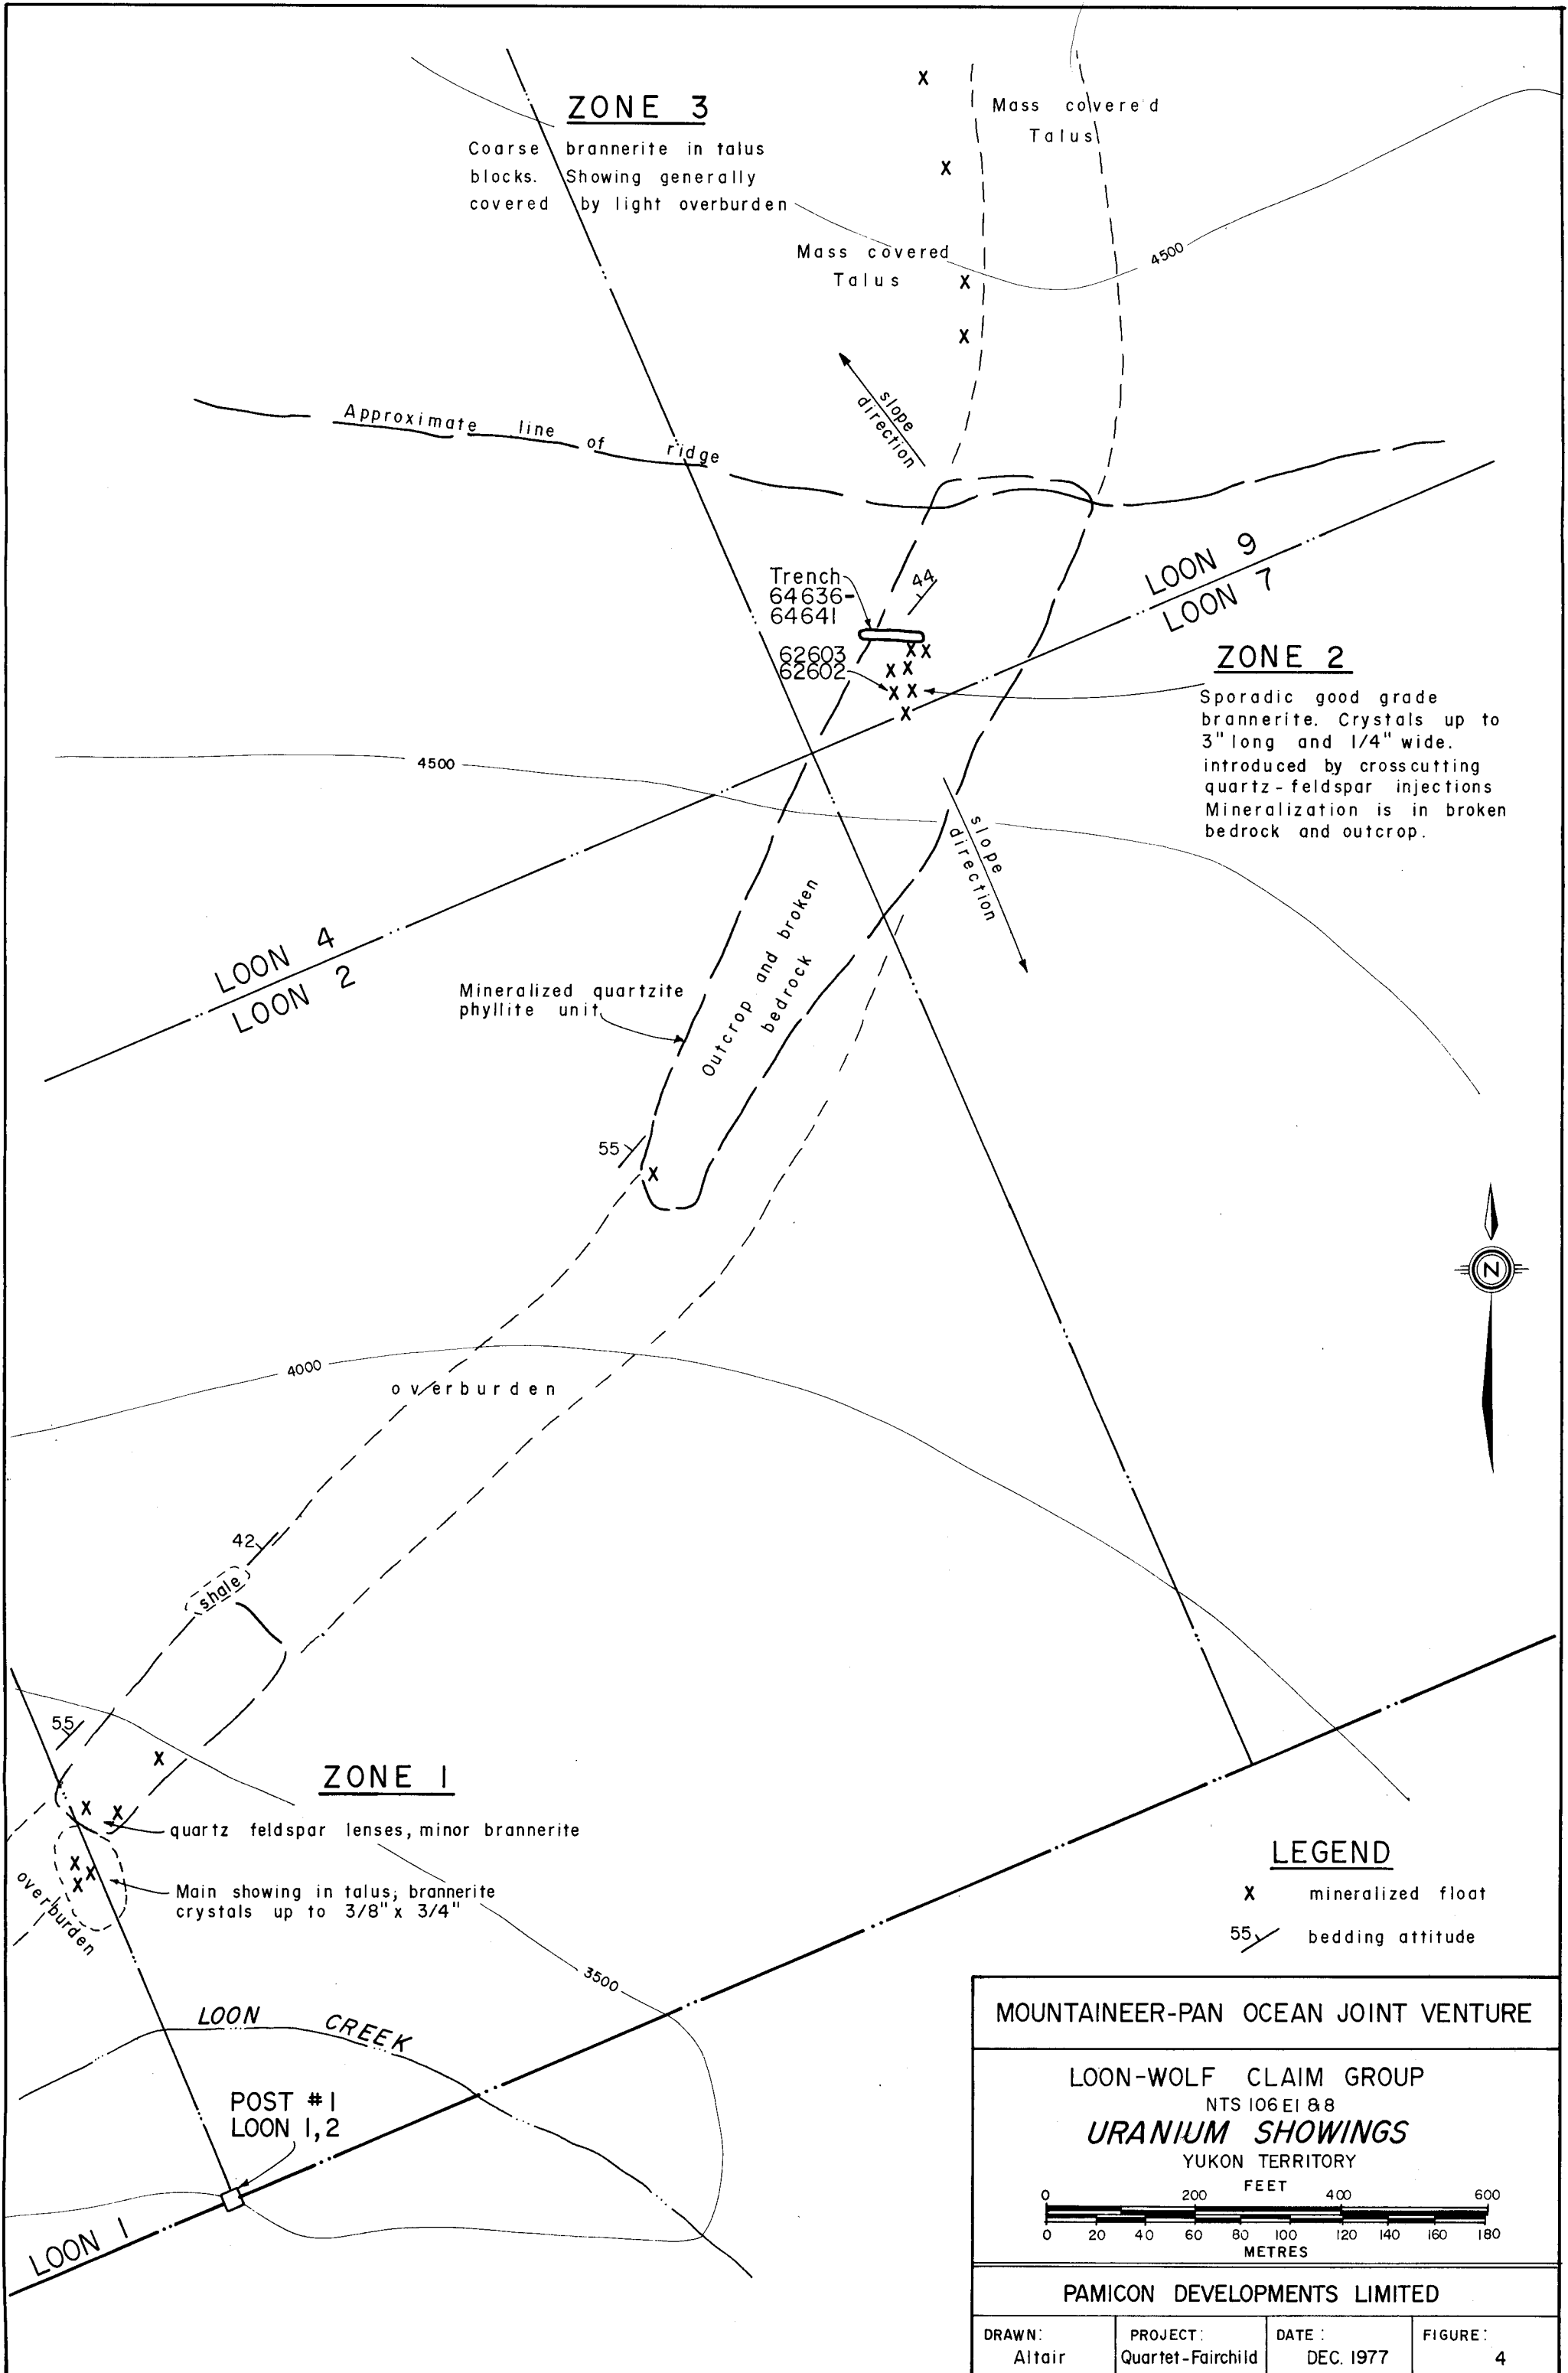 ZONE 3
Coarse brannerite in talus
blocks. Showing generally
covered by light overburden
Mass covered
Talus
Mass covered
Talus
4500
slope
direction
Approximate line of ridge
Trench
64636-
64641
44
62603
62602
LOON 9
LOON 7
ZONE 2
Sporadic good grade
brannerite. Crystals up to
3" long and 1/4" wide.
introduced by crosscutting
quartz-feldspar injections
Mineralization is in broken
bedrock and outcrop.
4500
slope
direction
LOON 4
LOON 2
Outcrop and broken
bedrock
Mineralized quartzite
phyllite unit
55
N
4000
overburden
42
shale
55
ZONE 1
quartz feldspar lenses, minor brannerite
Main showing in talus; brannerite
crystals up to 3/8" x 3/4"
overburden
3500
LOON CREEK
POST #1
LOON 1,2
LOON 1
LEGEND
X mineralized float
55 bedding attitude
MOUNTAINEER-PAN OCEAN JOINT VENTURE
LOON-WOLF CLAIM GROUP
NTS 106 E1 & 8
URANIUM SHOWINGS
YUKON TERRITORY
FEET
0 200 400 600
0 20 40 60 80 100 120 140 160 180
METRES
PAMICON DEVELOPMENTS LIMITED
DRAWN: PROJECT: DATE: FIGURE:
Altair Quartet-Fairchild DEC. 1977 4